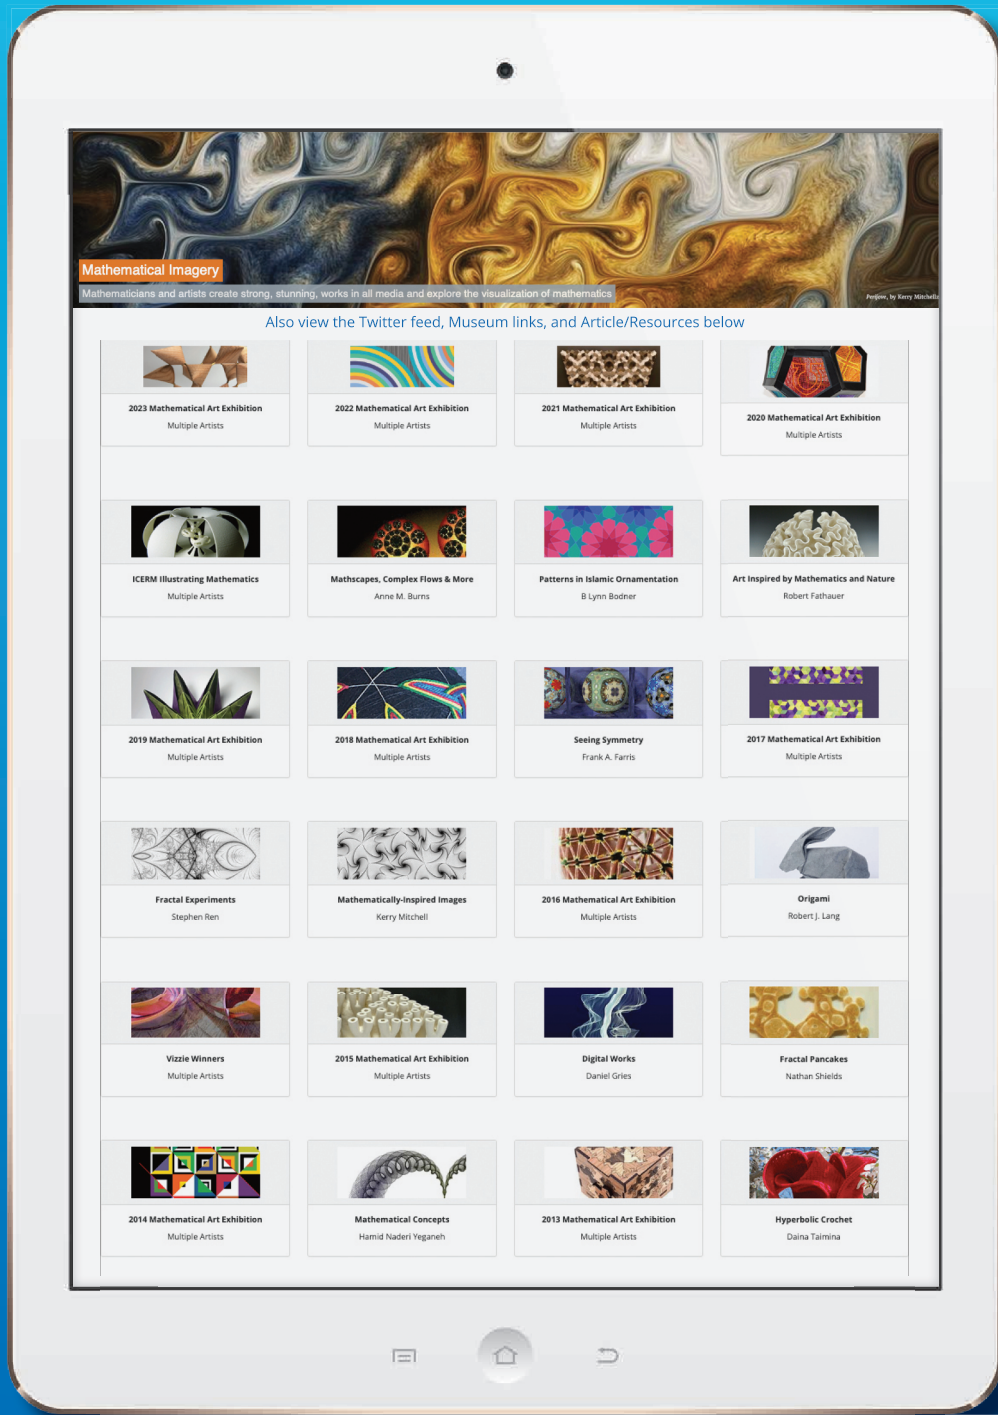 Mathematical Imagery
Mathematicians and artists create strong, stunning, works in all media and explore the visualization of mathematics
Perijove, by Kerry Mitchell
Also view the Twitter feed, Museum links, and Article/Resources below
2023 Mathematical Art Exhibition
Multiple Artists
2022 Mathematical Art Exhibition
Multiple Artists
2021 Mathematical Art Exhibition
Multiple Artists
2020 Mathematical Art Exhibition
Multiple Artists
ICERM Illustrating Mathematics
Multiple Artists
Mathscapes, Complex Flows & More
Anne M. Burns
Patterns in Islamic Ornamentation
B Lynn Bodner
Art Inspired by Mathematics and Nature
Robert Fathauer
2019 Mathematical Art Exhibition
Multiple Artists
2018 Mathematical Art Exhibition
Multiple Artists
Seeing Symmetry
Frank A. Farris
2017 Mathematical Art Exhibition
Multiple Artists
Fractal Experiments
Stephen Ren
Mathematically-Inspired Images
Kerry Mitchell
2016 Mathematical Art Exhibition
Multiple Artists
Origami
Robert J. Lang
Vizzie Winners
Multiple Artists
2015 Mathematical Art Exhibition
Multiple Artists
Digital Works
Daniel Gries
Fractal Pancakes
Nathan Shields
2014 Mathematical Art Exhibition
Multiple Artists
Mathematical Concepts
Hamid Naderi Yeganeh
2013 Mathematical Art Exhibition
Multiple Artists
Hyperbolic Crochet
Daina Taimina